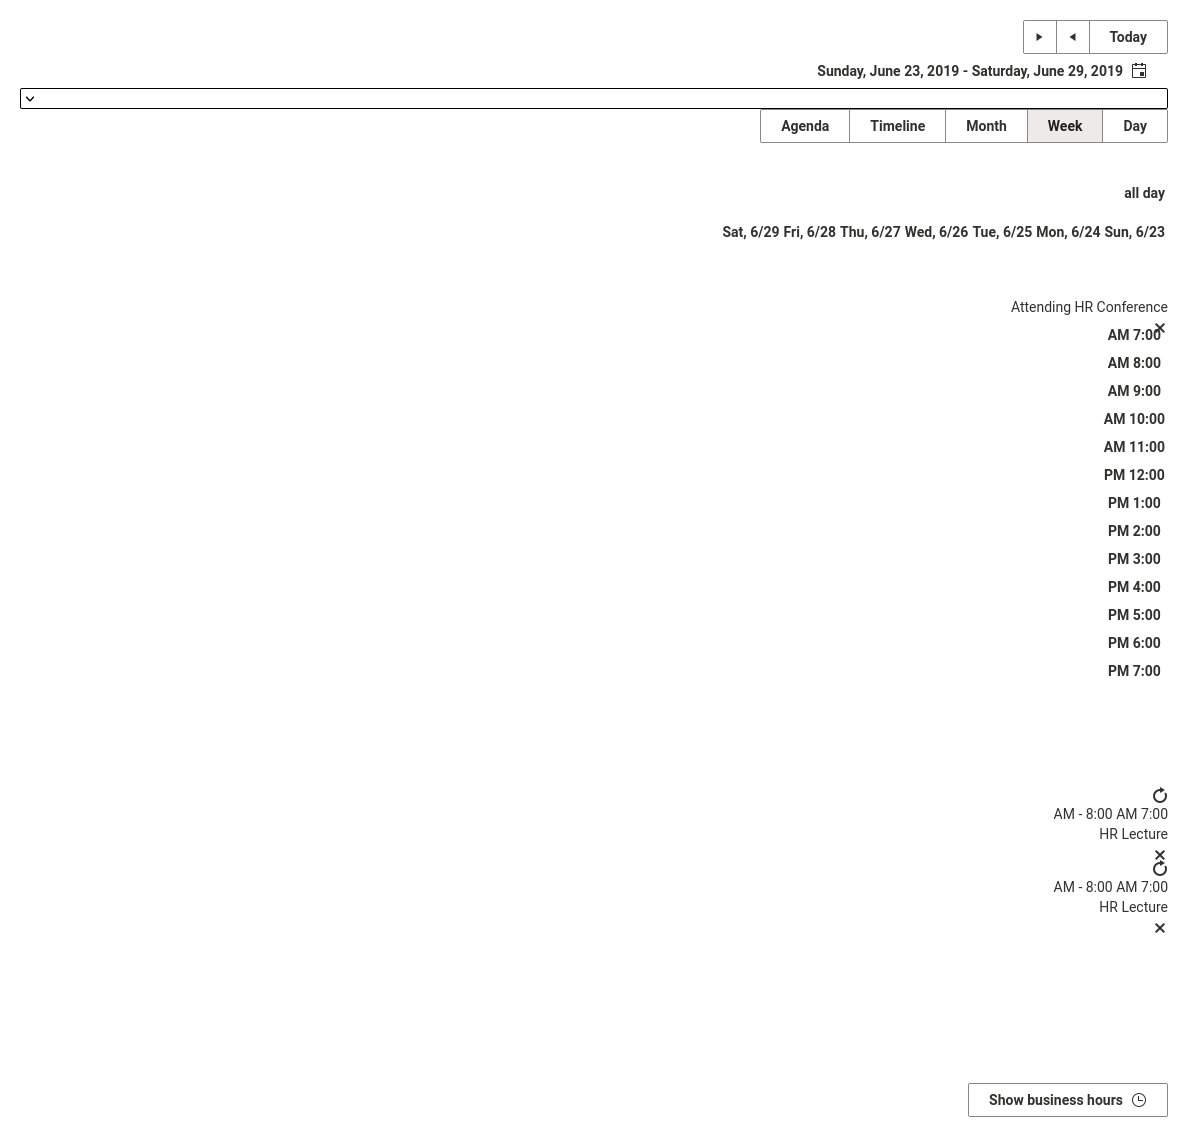 Today
Sunday, June 23, 2019 - Saturday, June 29, 2019
Agenda Timeline Month Week Day
all day
Sat, 6/29 Fri, 6/28 Thu, 6/27 Wed, 6/26 Tue, 6/25 Mon, 6/24 Sun, 6/23
Attending HR Conference
AM 7:00
AM 8:00
AM 9:00
AM 10:00
AM 11:00
PM 12:00
PM 1:00
PM 2:00
PM 3:00
PM 4:00
PM 5:00
PM 6:00
PM 7:00
AM - 8:00 AM 7:00
HR Lecture
AM - 8:00 AM 7:00
HR Lecture
Show business hours